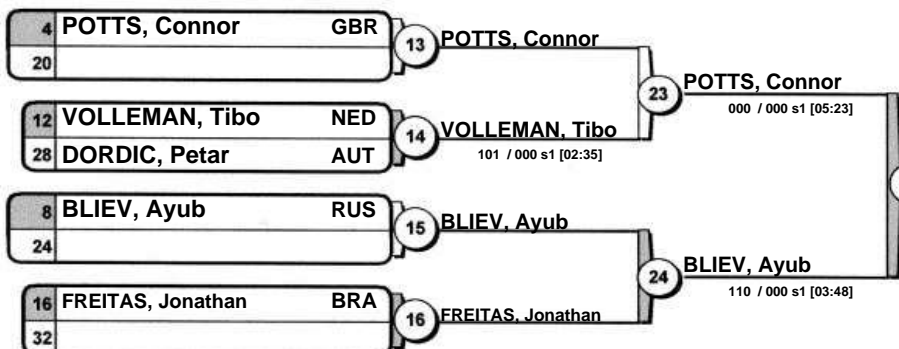 4 POTTS, Connor GBR
20
13 POTTS, Connor
23 POTTS, Connor
000 / 000 s1 [05:23]
12 VOLLEMAN, Tibo NED
28 DORDIC, Petar AUT
14 VOLLEMAN, Tibo
101 / 000 s1 [02:35]
8 BLIEV, Ayub RUS
24
15 BLIEV, Ayub
24 BLIEV, Ayub
110 / 000 s1 [03:48]
16 FREITAS, Jonathan BRA
32
16 FREITAS, Jonathan